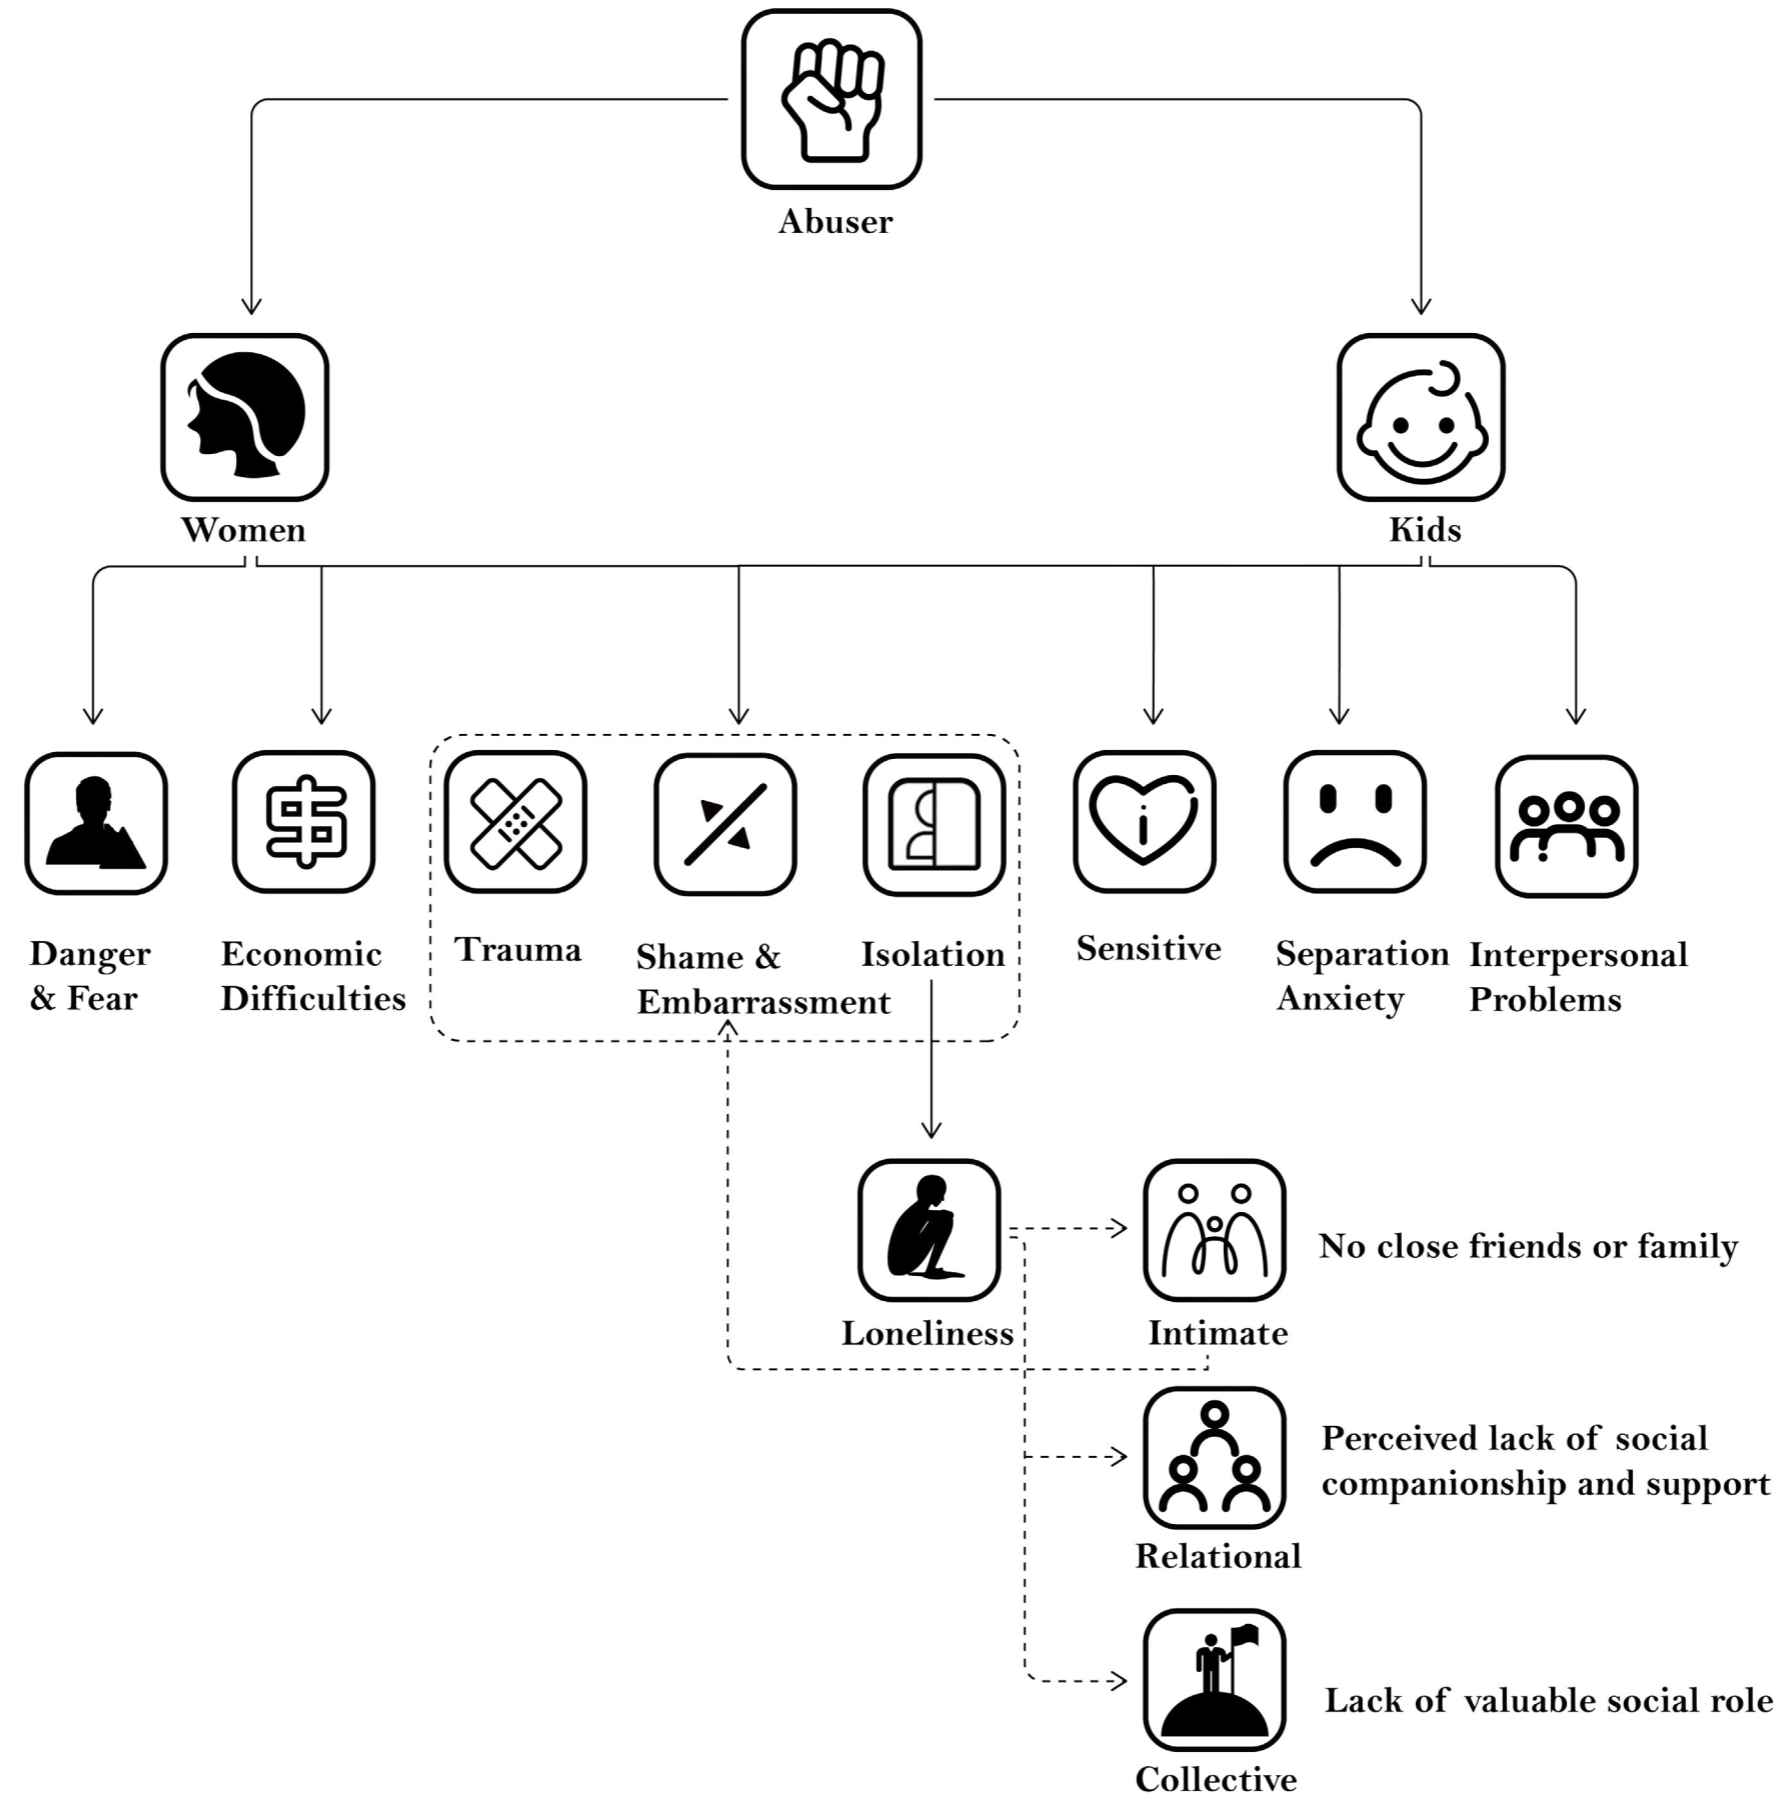 Abuser
Women
Kids
Danger
& Fear
Economic
Difficulties
Trauma
Shame &
Embarrassment
Isolation
Sensitive
Separation
Anxiety
Interpersonal
Problems
Loneliness
Intimate
No close friends or family
Relational
Perceived lack of social
companionship and support
Collective
Lack of valuable social role